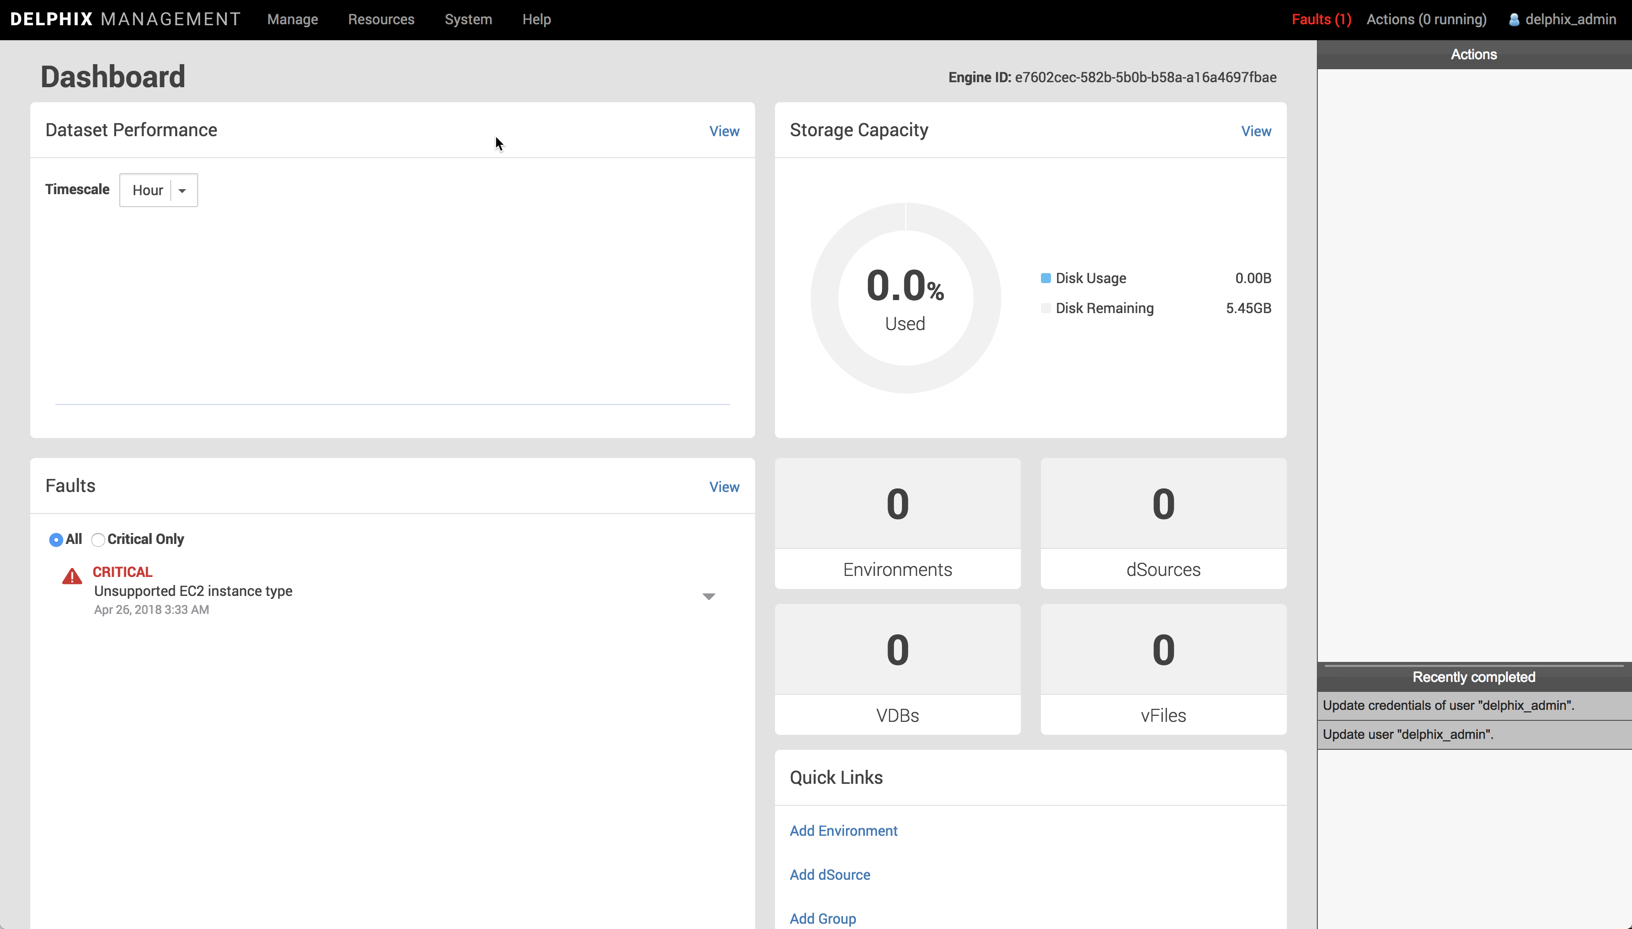 DELPHIX MANAGEMENT Manage Resources System Help Faults (1) Actions (0 running) delphix_admin
Dashboard
Engine ID: e7602cec-582b-5b0b-b58a-a16a4697fbae
Dataset Performance View
Timescale Hour
Storage Capacity View
0.0%
Used
Disk Usage 0.00B
Disk Remaining 5.45GB
Faults View
All Critical Only
CRITICAL
Unsupported EC2 instance type
Apr 26, 2018 3:33 AM
0
Environments
0
dSources
0
VDBs
0
vFiles
Quick Links
Add Environment
Add dSource
Add Group
Actions
Recently completed
Update credentials of user "delphix_admin".
Update user "delphix_admin".